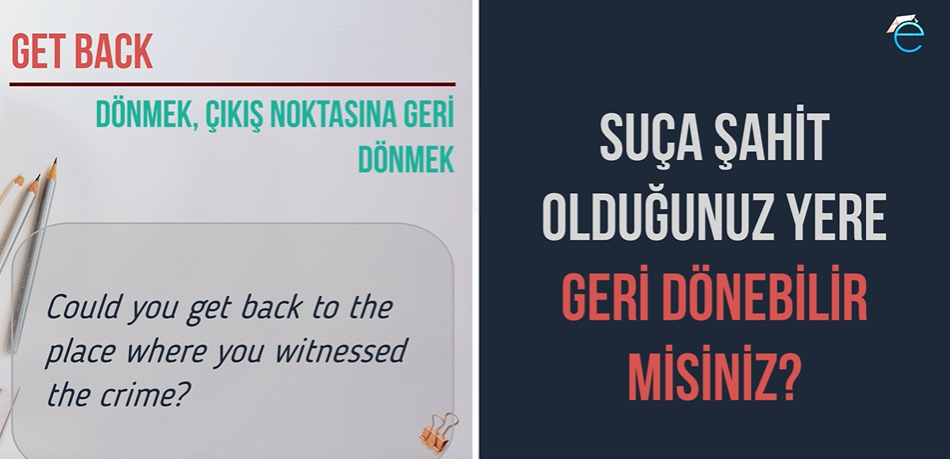 GET BACK
DÖNMEK, ÇIKIŞ NOKTASINA GERİ
DÖNMEK
Could you get back to the
place where you witnessed
the crime?
e
SUÇA ŞAHİT
OLDUĞUNUZ YERE
GERİ DÖNEBİLİR
MİSİNİZ?